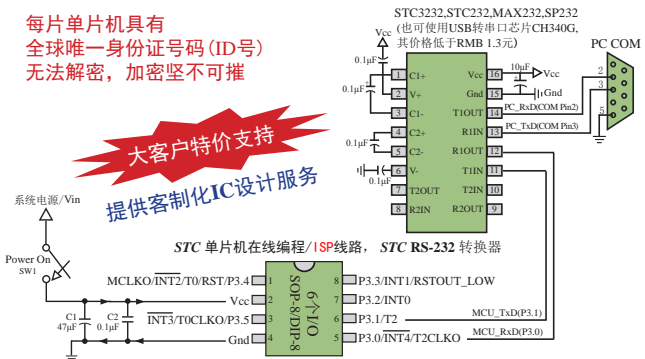 每片单片机具有
全球唯一身份证号码(ID号)
无法解密，加密坚不可摧
大客户特价支持
提供客制化IC设计服务
STC3232,STC232,MAX232,SP232
(也可使用USB转串口芯片CH340G,
其价格低于RMB 1.3元)
PC COM
Vcc
0.1μF
0.1μF
0.1μF
0.1μF
10μF
Vcc
Gnd
1 C1+ Vcc 16
2 V+ Gnd 15
3 C1- T1OUT 14
4 C2+ R1IN 13
5 C2- R1OUT 12
6 V- T1IN 11
7 T2OUT T2IN 10
8 R2IN R2OUT 9
PC_RxD(COM Pin2)
PC_TxD(COM Pin3)
2
3
5
STC 单片机在线编程/ISP线路， STC RS-232 转换器
系统电源/Vin
Power On
SW1
C1
47μF
C2
0.1μF
MCLKO/INT2/T0/RST/P3.4 1
Vcc 2
INT3/T0CLKO/P3.5 3
Gnd 4
SOP-8/DIP-8
6个I/O
8 P3.3/INT1/RSTOUT_LOW
7 P3.2/INT0
6 P3.1/T2
5 P3.0/INT4/T2CLKO
MCU_TxD(P3.1)
MCU_RxD(P3.0)